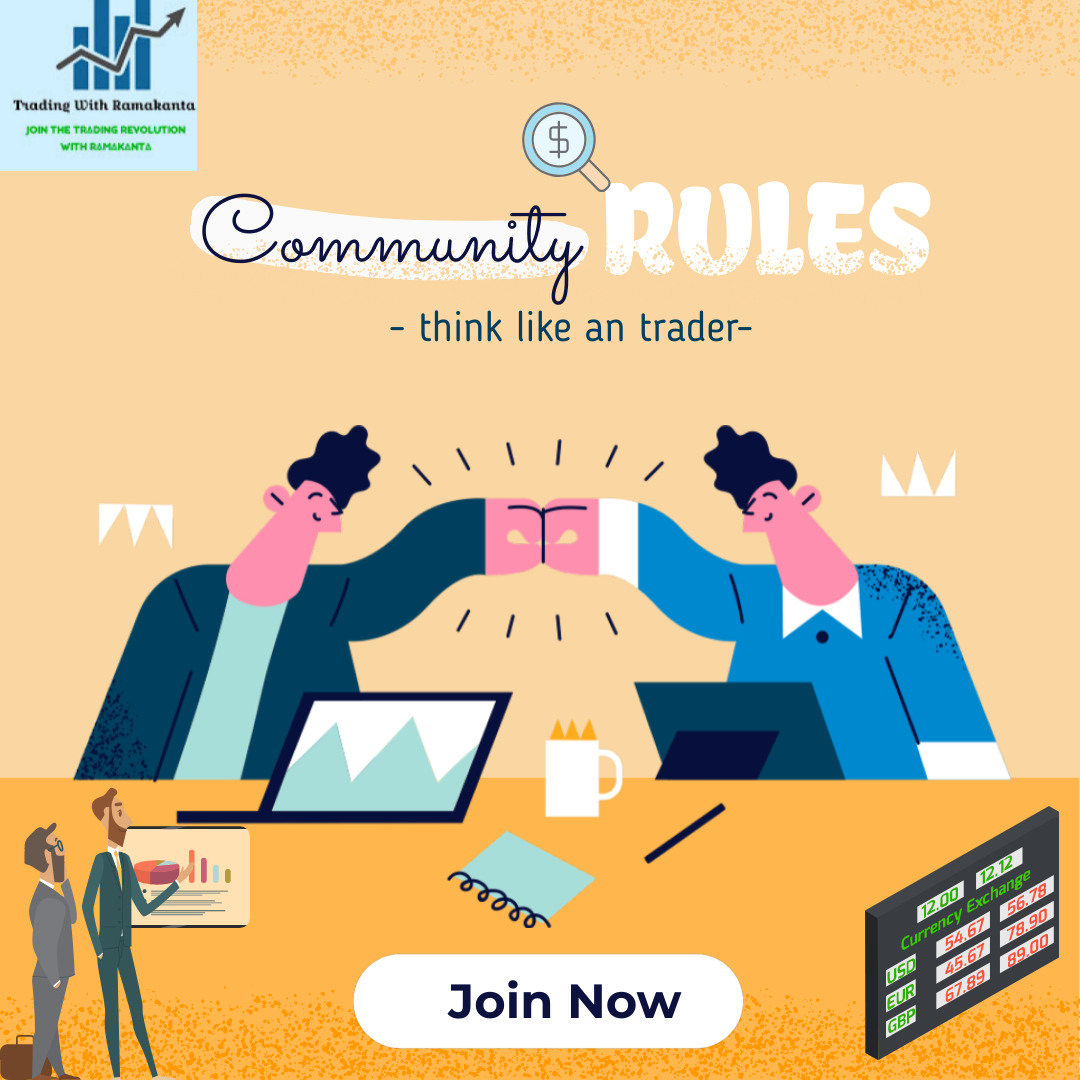 Trading With Ramakanta
JOIN THE TRADING REVOLUTION
WITH RAMAKANTA
$
Community RULES
- think like an trader-
12.00 12.12
Currency Exchange
USD 54.67 56.78
EUR 45.67 78.90
GBP 67.89 89.00
Join Now